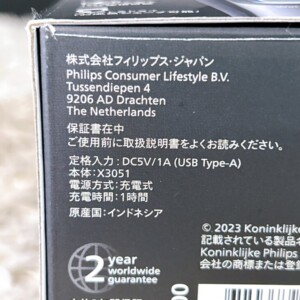 株式会社フィリップス・ジャパン
Philips Consumer Lifestyle B.V.
Tussendiepen 4
9206 AD Drachten
The Netherlands
保証書在中
ご使用前に取扱説明書をよくお読みください。
定格入力 : DC5V/1A (USB Type-A)
本体 : X3051
電源方式 : 充電式
充電時間 : 1時間
原産国 : インドネシア
© 2023 Koninklijke
記載されている製品
Koninklijke Philips
社の商標または登録
2 year
worldwide
guarantee